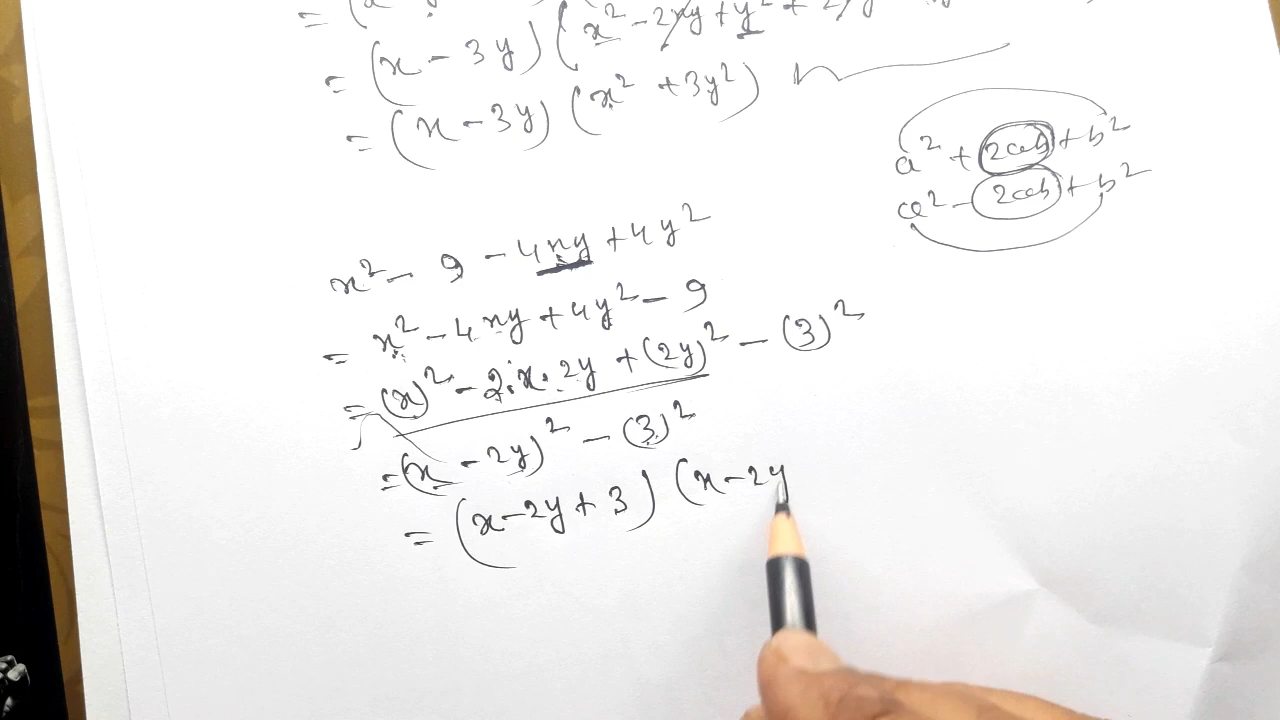 = (x - 3y) (x² - 2xy + y² + 2
= (x - 3y) (x² + 3y²)
a² + 2ab + b²
a² - 2ab + b²
x² - 9 - 4xy + 4y²
= x² - 4xy + 4y² - 9
= (x)² - 2.x.2y + (2y)² - (3)²
= (x - 2y)² - (3)²
= (x - 2y + 3) (x - 2y